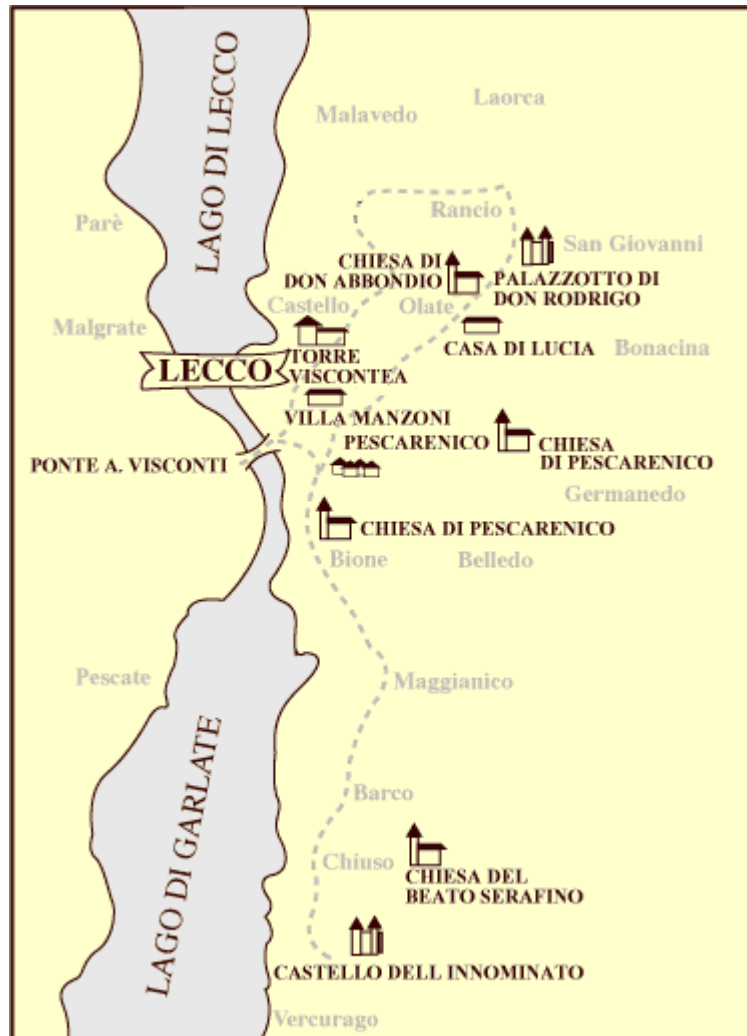 LAGO DI LECCO
Laorca
Malavedo
Parè
Rancio
San Giovanni
CHIESA DI
DON ABBONDIO
PALAZZOTTO DI
DON RODRIGO
Castello
Olate
Malgrate
LECCO
TORRE
VISCONTEA
CASA DI LUCIA
Bonacina
VILLA MANZONI
PESCARENICO
CHIESA
DI PESCARENICO
PONTE A. VISCONTI
Germanedo
CHIESA DI PESCARENICO
Bione
Belledo
Pescate
Maggianico
LAGO DI GARLATE
Barco
Chiuso
CHIESA DEL
BEATO SERAFINO
CASTELLO DELL INNOMINATO
Vercurago